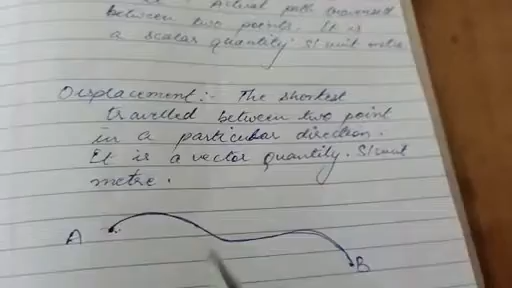 Actual path traversed
between two points. It is
a scalar quantity. SI unit metre
Displacement:- The shortest
travelled between two point
in a particular direction.
It is a vector quantity. SI unit
metre.
A
B